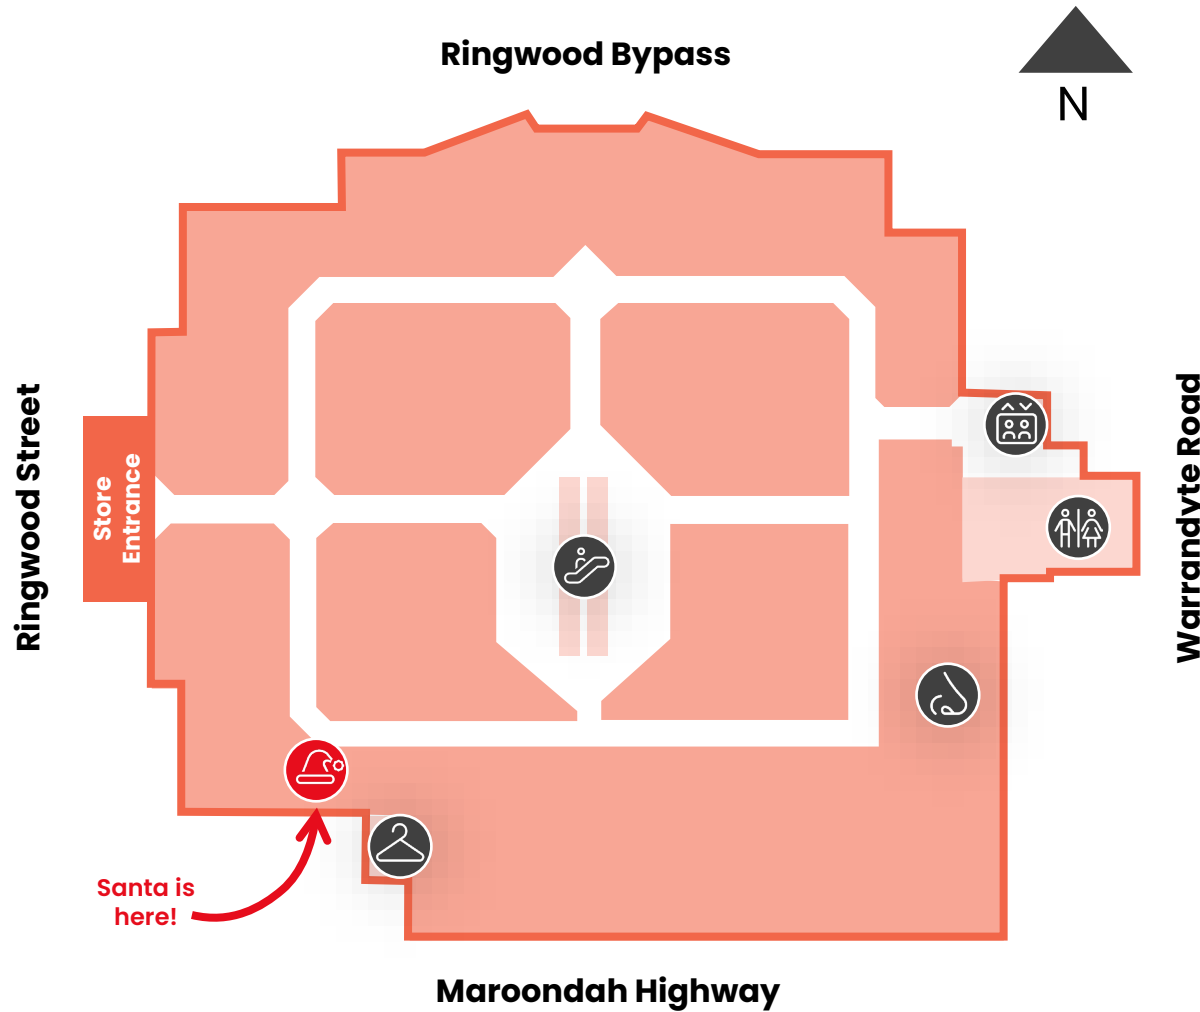 Ringwood Bypass
N
Ringwood Street
Store
Entrance
Warrandyte Road
Santa is
here!
Maroondah Highway